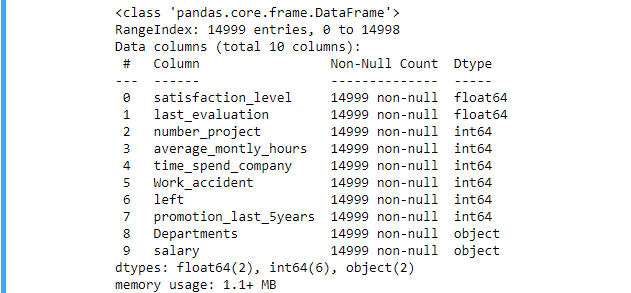 <class 'pandas.core.frame.DataFrame'>
RangeIndex: 14999 entries, 0 to 14998
Data columns (total 10 columns):
 #   Column                 Non-Null Count  Dtype
---  ------                 --------------  -----
 0   satisfaction_level     14999 non-null  float64
 1   last_evaluation        14999 non-null  float64
 2   number_project         14999 non-null  int64
 3   average_montly_hours   14999 non-null  int64
 4   time_spend_company     14999 non-null  int64
 5   Work_accident          14999 non-null  int64
 6   left                   14999 non-null  int64
 7   promotion_last_5years  14999 non-null  int64
 8   Departments            14999 non-null  object
 9   salary                 14999 non-null  object
dtypes: float64(2), int64(6), object(2)
memory usage: 1.1+ MB